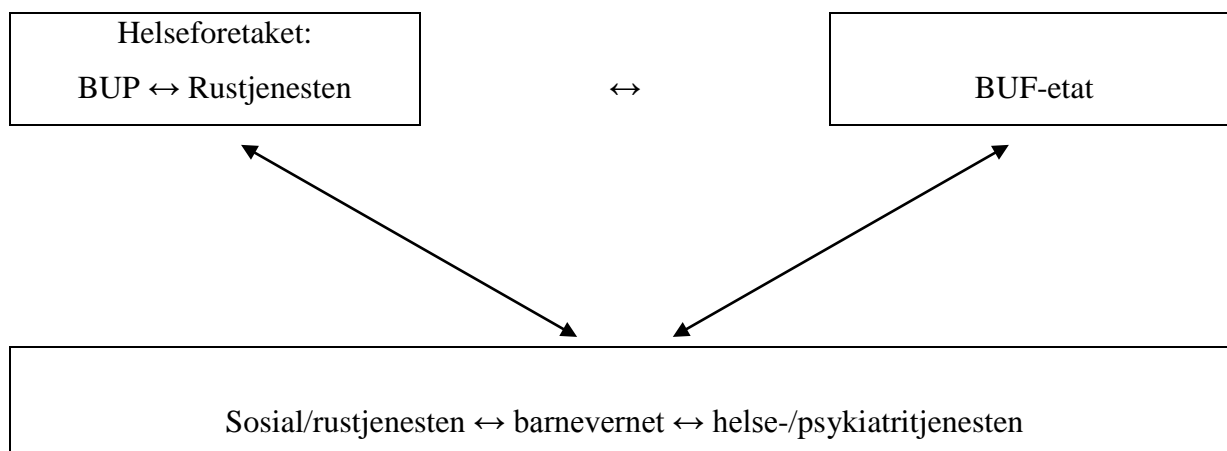 Helseforetaket:
BUP ↔ Rustjenesten
↔
BUF-etat
Sosial/rustjenesten ↔ barnevernet ↔ helse-/psykiatritjenesten